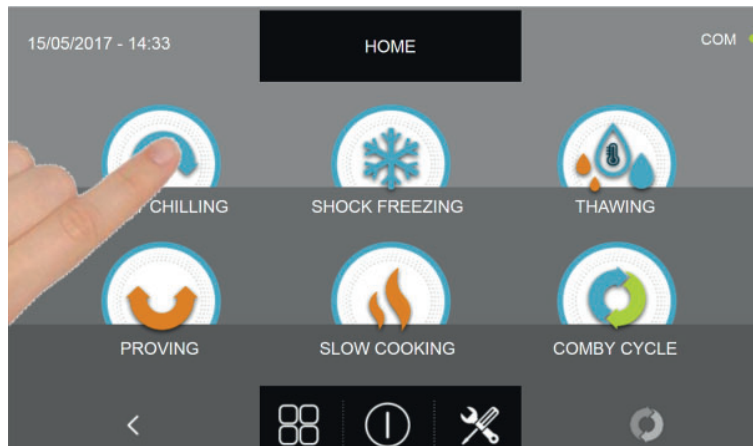 15/05/2017 - 14:33
HOME
COM
CHILLING
SHOCK FREEZING
THAWING
PROVING
SLOW COOKING
COMBY CYCLE